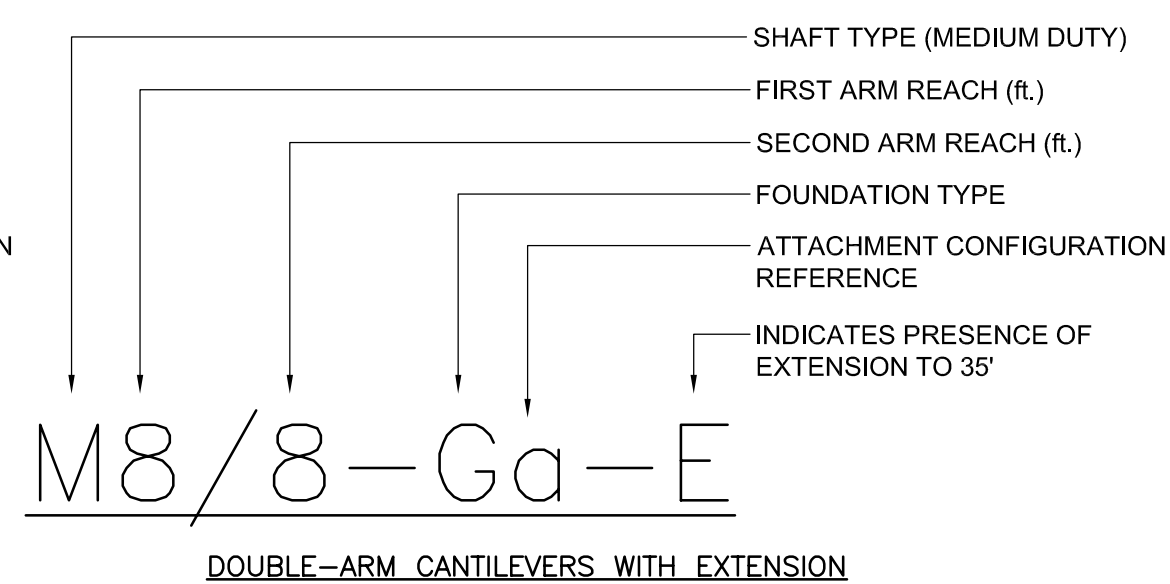 SHAFT TYPE (MEDIUM DUTY)
FIRST ARM REACH (ft.)
SECOND ARM REACH (ft.)
FOUNDATION TYPE
N
ATTACHMENT CONFIGURATION
REFERENCE
INDICATES PRESENCE OF
EXTENSION TO 35'
M8/8-Ga-E
DOUBLE-ARM CANTILEVERS WITH EXTENSION